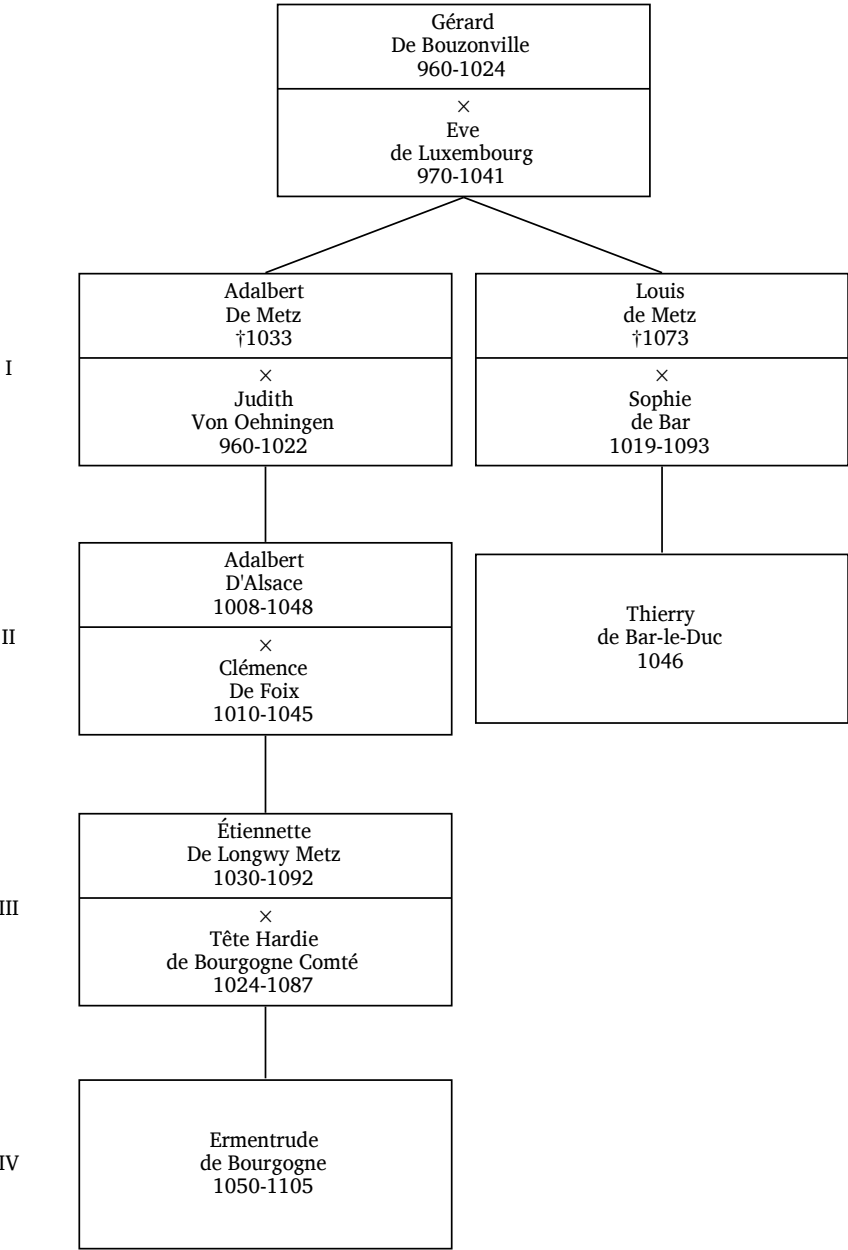 Gérard
De Bouzonville
960-1024
×
Eve
de Luxembourg
970-1041
I
Adalbert
De Metz
†1033
×
Judith
Von Oehningen
960-1022
Louis
de Metz
†1073
×
Sophie
de Bar
1019-1093
II
Adalbert
D'Alsace
1008-1048
×
Clémence
De Foix
1010-1045
Thierry
de Bar-le-Duc
1046
III
Étiennette
De Longwy Metz
1030-1092
×
Tête Hardie
de Bourgogne Comté
1024-1087
IV
Ermentrude
de Bourgogne
1050-1105